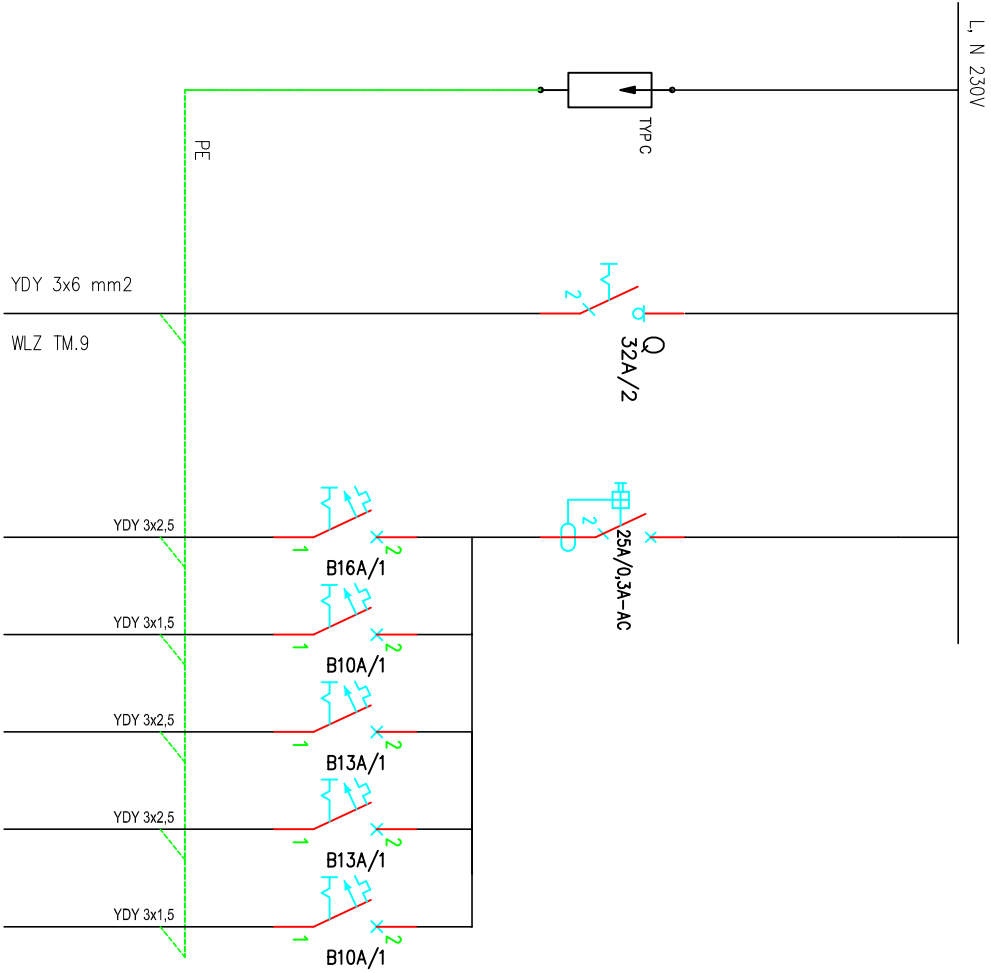 L, N 230V
TYP C
PE
YDY 3x6 mm2
WLZ TM.9
2
Q
32A/2
2
25A/0,3A-AC
YDY 3x2,5
1
2
B16A/1
YDY 3x1,5
1
2
B10A/1
YDY 3x2,5
1
2
B13A/1
YDY 3x2,5
1
2
B13A/1
YDY 3x1,5
1
2
B10A/1